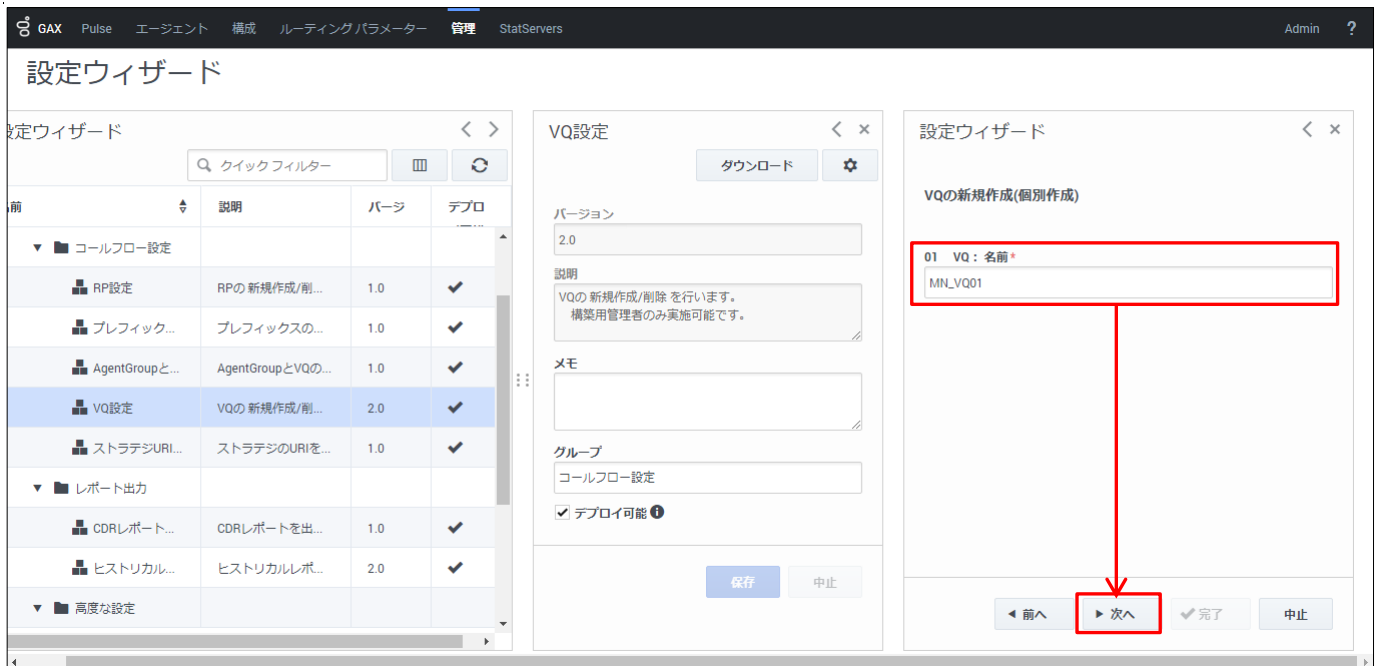 GAX Pulse エージェント 構成 ルーティング パラメーター 管理 StatServers Admin ?
設定ウィザード
設定ウィザード
クイック フィルター
名前 説明 バージ デプロ
コールフロー設定
RP設定 RPの 新規作成/削... 1.0
プレフィック... プレフィックスの... 1.0
AgentGroupと... AgentGroupとVQの... 1.0
VQ設定 VQの 新規作成/削... 2.0
ストラテジURI... ストラテジのURIを... 1.0
レポート出力
CDRレポート... CDRレポートを出... 1.0
ヒストリカル... ヒストリカルレポ... 2.0
高度な設定
VQ設定
ダウンロード
バージョン
2.0
説明
VQの 新規作成/削除 を行います。
構築用管理者のみ実施可能です。
メモ
グループ
コールフロー設定
デプロイ可能
保存 中止
設定ウィザード
VQの新規作成(個別作成)
01 VQ : 名前*
MN_VQ01
前へ 次へ 完了 中止